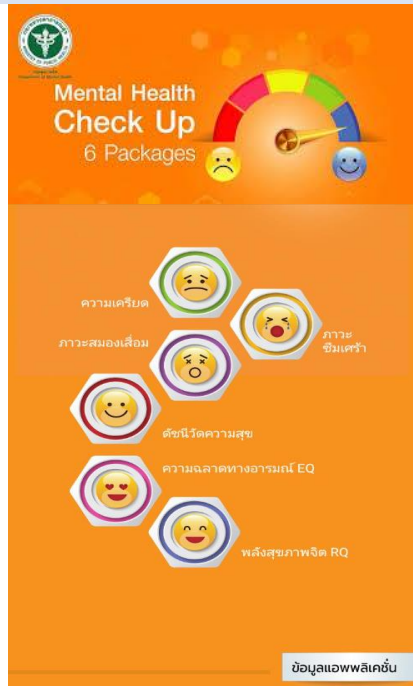 Mental Health
Check Up
6 Packages
ความเครียด
ภาวะ
ซึมเศร้า
ภาวะสมองเสื่อม
ดัชนีวัดความสุข
ความฉลาดทางอารมณ์ EQ
พลังสุขภาพจิต RQ
ข้อมูลแอพพลิเคชั่น